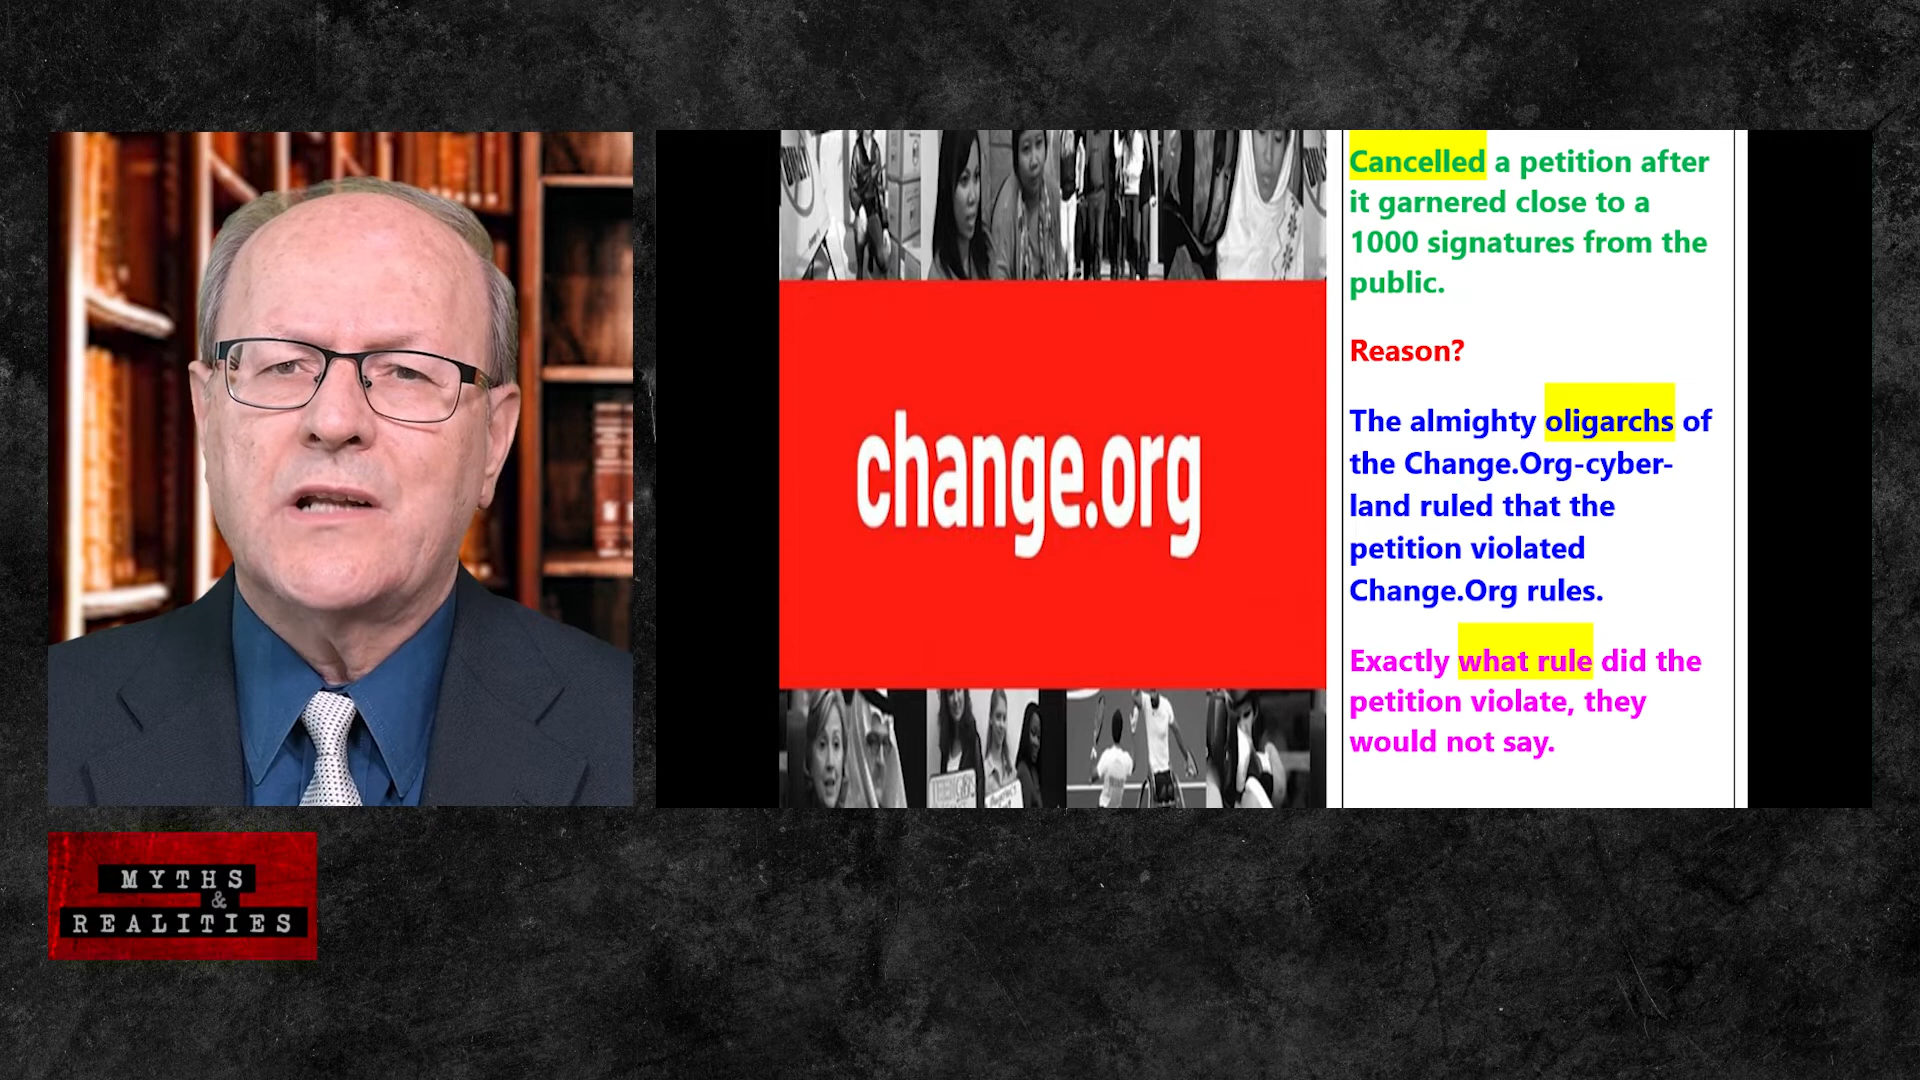 Cancelled a petition after
it garnered close to a
1000 signatures from the
public.
Reason?
The almighty oligarchs of
the Change.Org-cyber-
land ruled that the
petition violated
Change.Org rules.
Exactly what rule did the
petition violate, they
would not say.
change.org
MYTHS
&
REALITIES